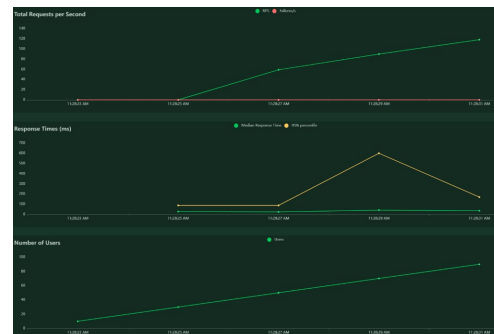 Total Requests per Second
RPS Failures/s
140
120
100
80
60
40
20
0
11:28:23 AM 11:28:25 AM 11:28:27 AM 11:28:29 AM 11:28:31 AM
Response Times (ms)
Median Response Time 95% percentile
700
600
500
400
300
200
100
0
11:28:23 AM 11:28:25 AM 11:28:27 AM 11:28:29 AM 11:28:31 AM
Number of Users
Users
100
80
60
40
20
0
11:28:23 AM 11:28:25 AM 11:28:27 AM 11:28:29 AM 11:28:31 AM